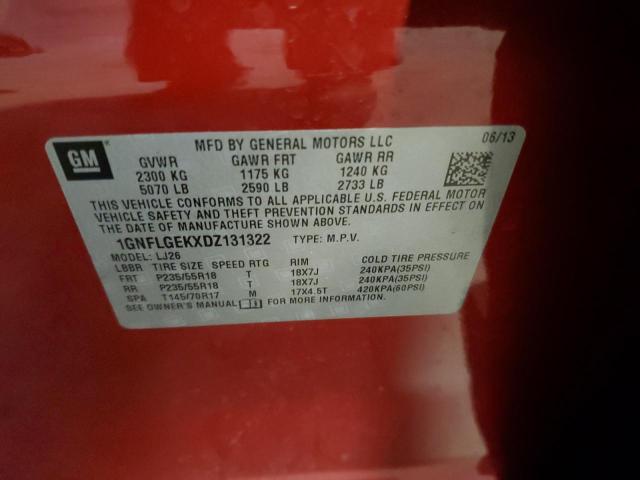 GM
MFD BY GENERAL MOTORS LLC 06/13
GVWR GAWR FRT GAWR RR
2300 KG 1175 KG 1240 KG
5070 LB 2590 LB 2733 LB
THIS VEHICLE CONFORMS TO ALL APPLICABLE U.S. FEDERAL MOTOR
VEHICLE SAFETY AND THEFT PREVENTION STANDARDS IN EFFECT ON
THE DATE OF MANUFACTURE SHOWN ABOVE.
1GNFLGEKXDZ131322 TYPE: M.P.V.
MODEL: LJ26
LBBR TIRE SIZE SPEED RTG RIM COLD TIRE PRESSURE
FRT P235/55R18 T 18X7J 240KPA(35PSI)
RR P235/55R18 T 18X7J 240KPA(35PSI)
SPA T145/70R17 M 17X4.5T 420KPA(60PSI)
SEE OWNER'S MANUAL FOR MORE INFORMATION.